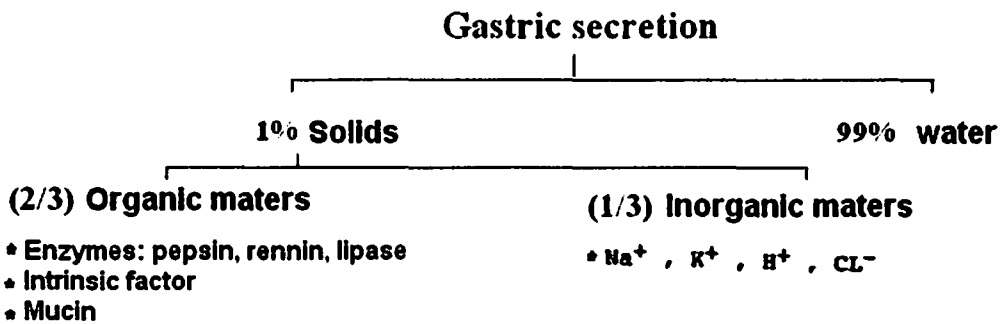 Gastric secretion
1% Solids 99% water
(2/3) Organic maters (1/3) Inorganic maters
* Enzymes: pepsin, rennin, lipase * Na⁺ , K⁺ , H⁺ , CL⁻
* Intrinsic factor
* Mucin